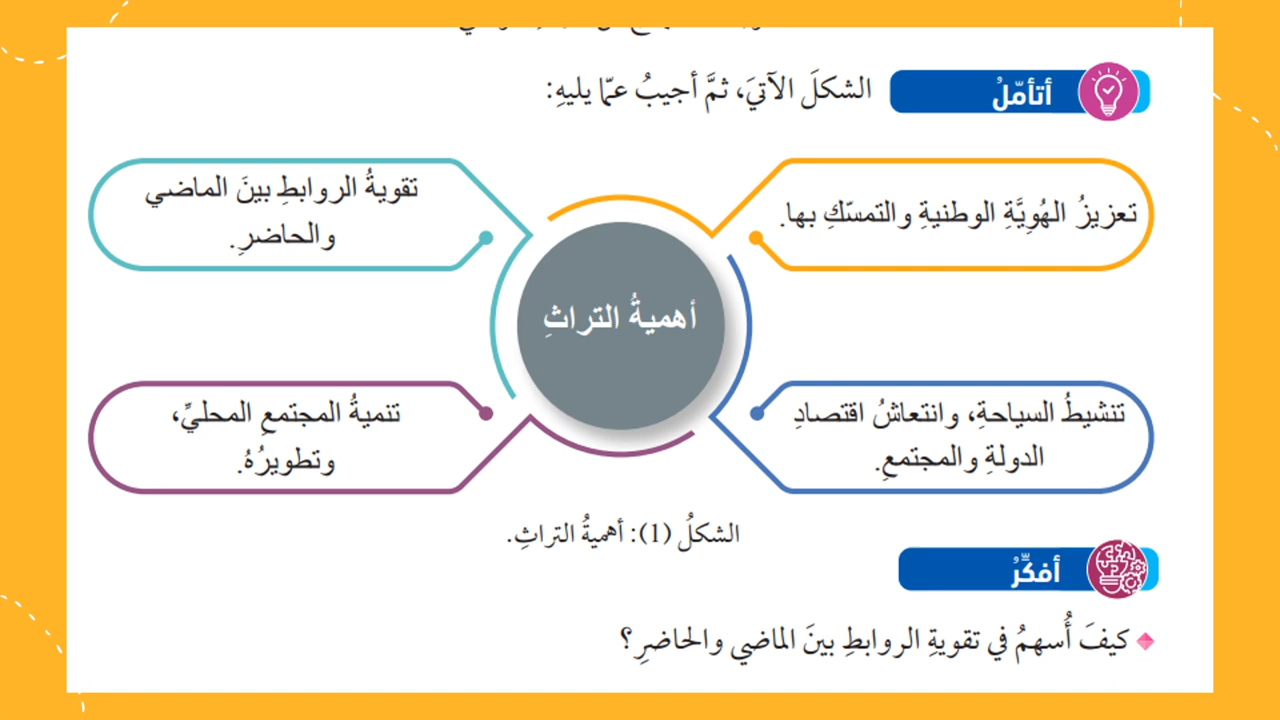 أتأمّلُ الشكلَ الآتيَ، ثمَّ أجيبُ عمّا يليهِ:
تعزيزُ الهُوِيَّةِ الوطنيةِ والتمسّكِ بها.
تقويةُ الروابطِ بينَ الماضي
والحاضرِ.
أهميةُ التراثِ
تنشيطُ السياحةِ، وانتعاشُ اقتصادِ
الدولةِ والمجتمعِ.
تنميةُ المجتمعِ المحليِّ،
وتطويرُهُ.
الشكلُ (1): أهميةُ التراثِ.
أفكِّرُ
كيفَ أُسهمُ في تقويةِ الروابطِ بينَ الماضي والحاضرِ؟